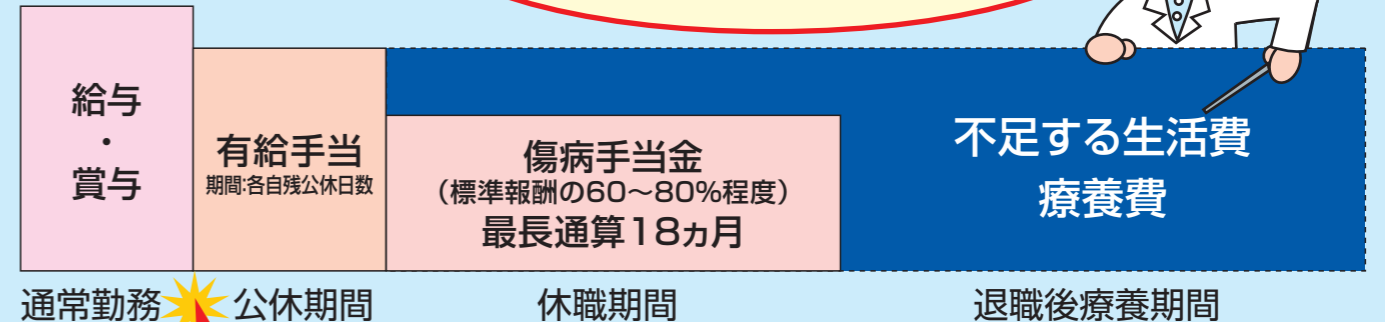 給与
・
賞与
有給手当
期間:各自残公休日数
傷病手当金
（標準報酬の60～80%程度）
最長通算18ヵ月
不足する生活費
療養費
通常勤務
公休期間
休職期間
退職後療養期間